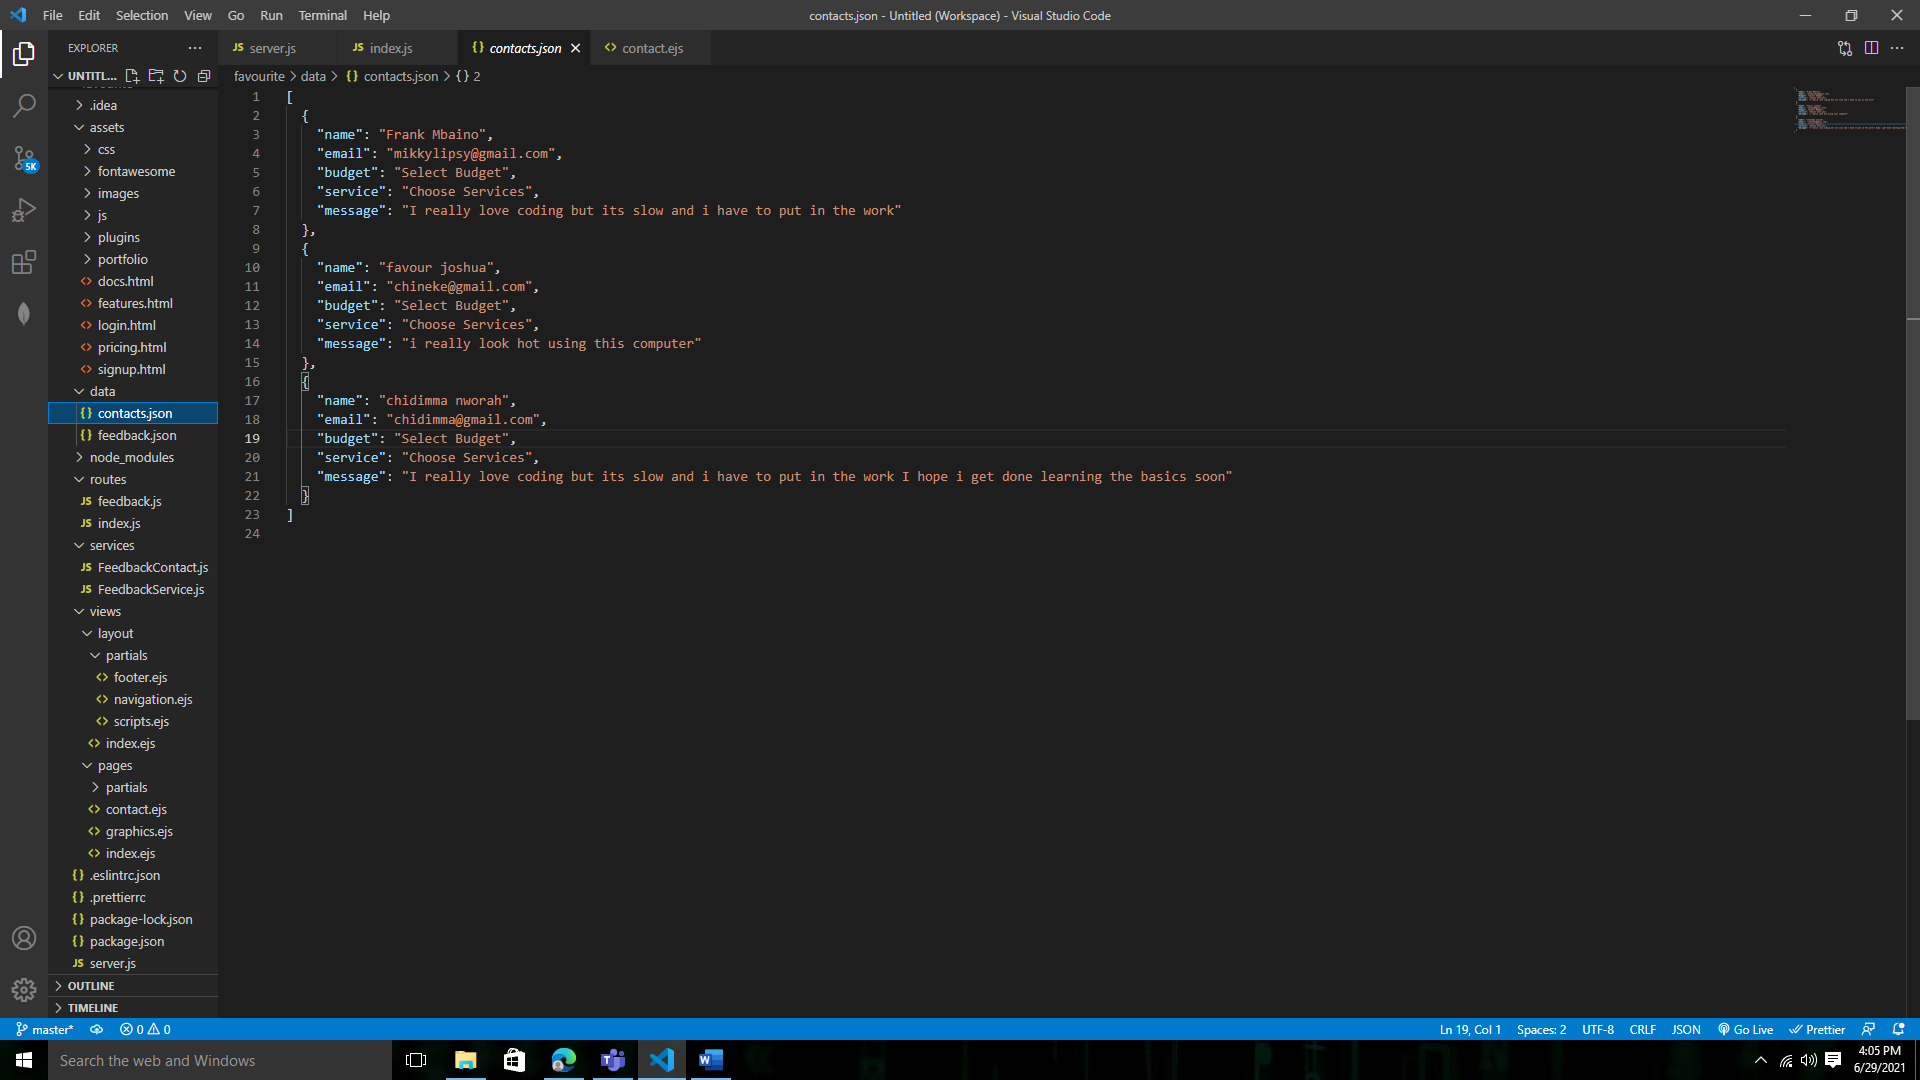 File Edit Selection View Go Run Terminal Help
contacts.json - Untitled (Workspace) - Visual Studio Code
EXPLORER
UNTITL...
.idea
assets
css
fontawesome
images
js
plugins
portfolio
docs.html
features.html
login.html
pricing.html
signup.html
data
contacts.json
feedback.json
node_modules
routes
feedback.js
index.js
services
FeedbackContact.js
FeedbackService.js
views
layout
partials
footer.ejs
navigation.ejs
scripts.ejs
index.ejs
pages
partials
contact.ejs
graphics.ejs
index.ejs
.eslintrc.json
.prettierrc
package-lock.json
package.json
server.js
OUTLINE
TIMELINE
5K
JS server.js JS index.js {} contacts.json <> contact.ejs
favourite > data > {} contacts.json > {} 2
1 [
2 {
3 "name": "Frank Mbaino",
4 "email": "mikkylipsy@gmail.com",
5 "budget": "Select Budget",
6 "service": "Choose Services",
7 "message": "I really love coding but its slow and i have to put in the work"
8 },
9 {
10 "name": "favour joshua",
11 "email": "chineke@gmail.com",
12 "budget": "Select Budget",
13 "service": "Choose Services",
14 "message": "i really look hot using this computer"
15 },
16 {
17 "name": "chidimma nworah",
18 "email": "chidimma@gmail.com",
19 "budget": "Select Budget",
20 "service": "Choose Services",
21 "message": "I really love coding but its slow and i have to put in the work I hope i get done learning the basics soon"
22 }
23 ]
24
master* 0 0 Ln 19, Col 1 Spaces: 2 UTF-8 CRLF JSON Go Live Prettier
Search the web and Windows
4:05 PM
6/29/2021